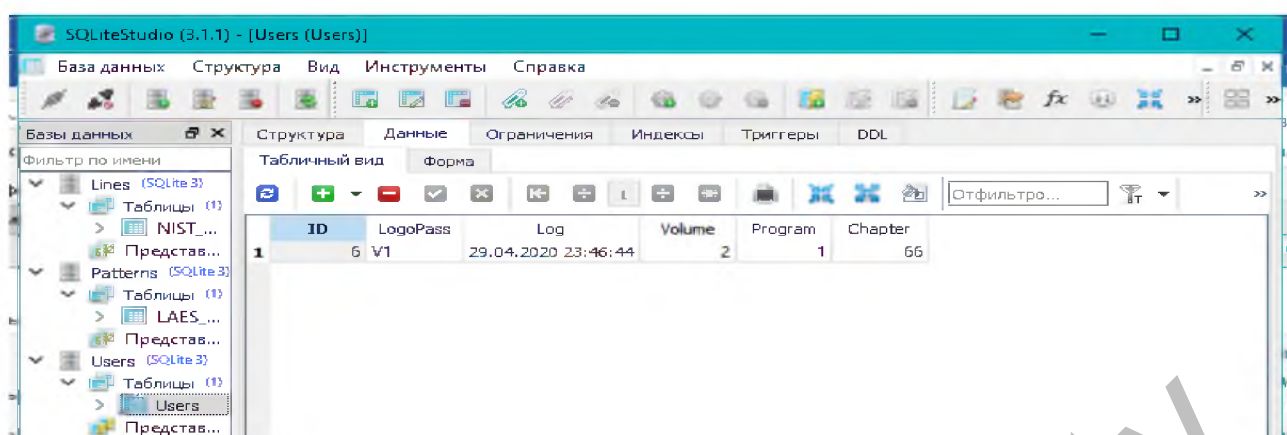 SQLiteStudio (3.1.1) - [Users (Users)]
База данных Структура Вид Инструменты Справка
Базы данных
Структура Данные Ограничения Индексы Триггеры DDL
Фильтр по имени
Табличный вид Форма
Lines (SQLite 3)
Таблицы (1)
NIST_...
Представ...
Patterns (SQLite 3)
Таблицы (1)
LAES_...
Представ...
Users (SQLite 3)
Таблицы (1)
Users
Представ...
Отфильтро...
ID LogoPass Log Volume Program Chapter
1 6 V1 29.04.2020 23:46:44 2 1 66